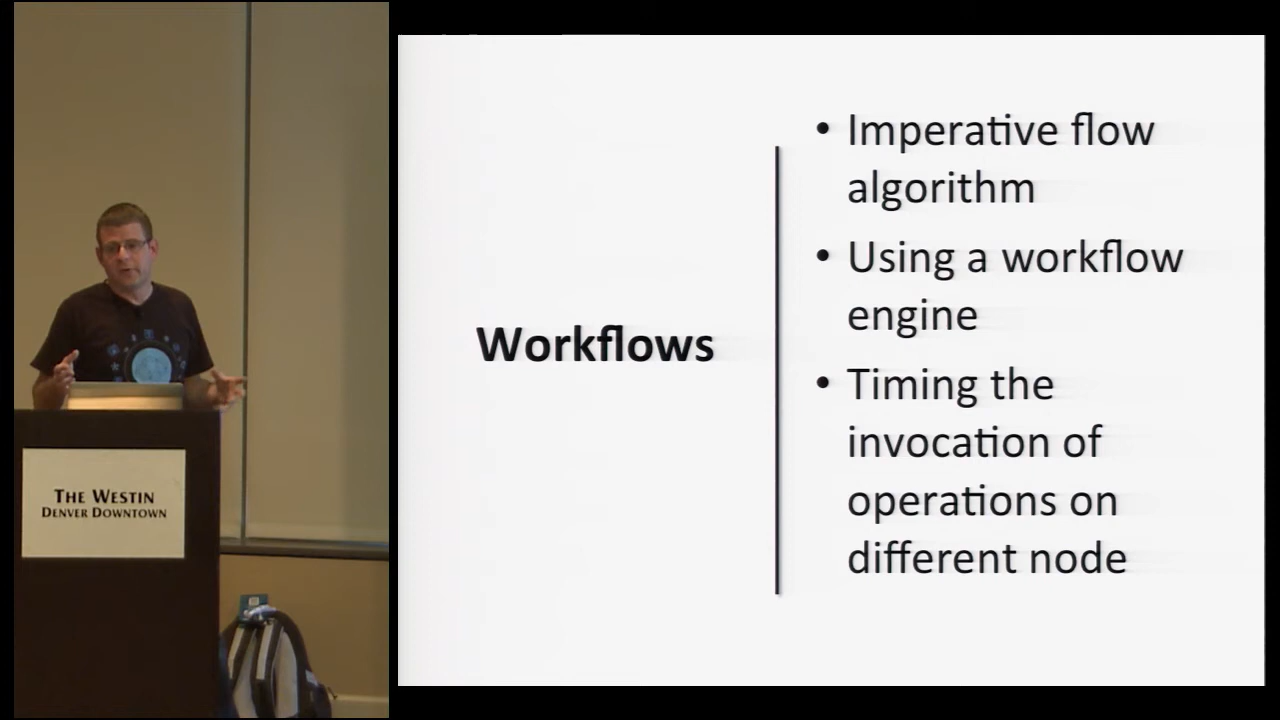 THE WESTIN
DENVER DOWNTOWN
Workflows
• Imperative flow
algorithm
• Using a workflow
engine
• Timing the
invocation of
operations on
different node